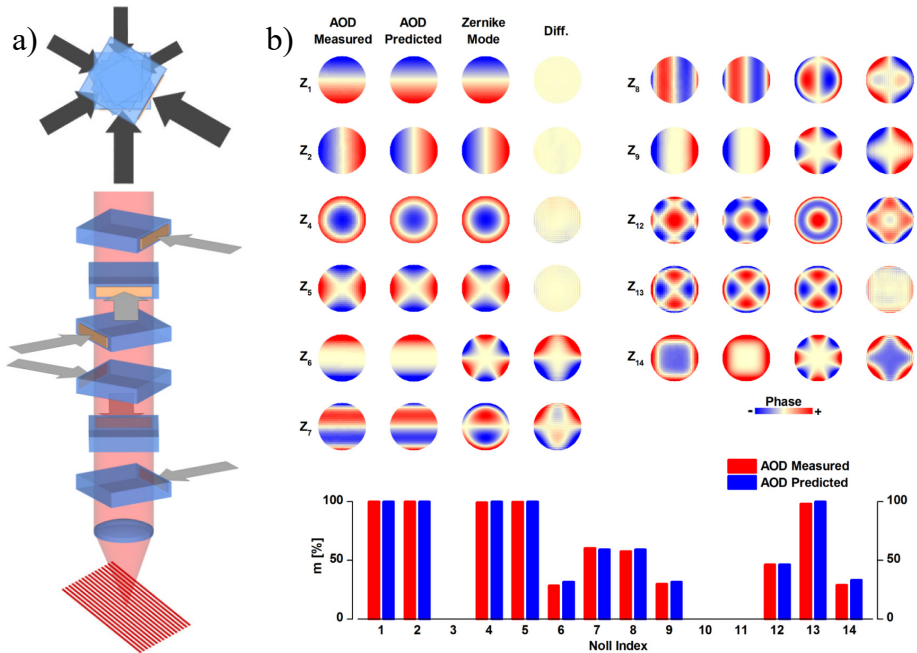 a)
b)
AOD Measured
AOD Predicted
Zernike Mode
Diff.
Z1
Z2
Z4
Z5
Z6
Z7
Z8
Z9
Z12
Z13
Z14
Phase
- +
AOD Measured
AOD Predicted
m [%]
100
50
0
100
50
0
1 2 3 4 5 6 7 8 9 10 11 12 13 14
Noll Index